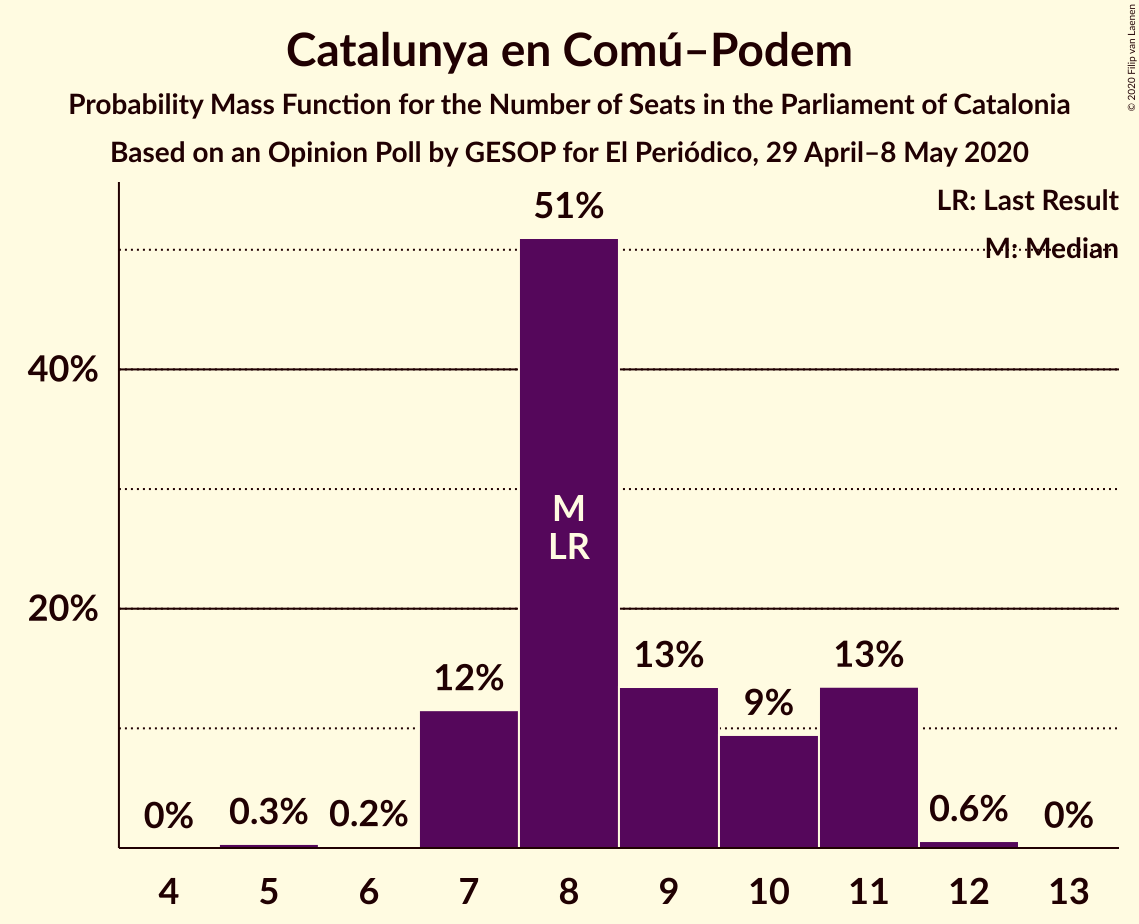 Catalunya en Comú–Podem
Probability Mass Function for the Number of Seats in the Parliament of Catalonia
Based on an Opinion Poll by GESOP for El Periódico, 29 April–8 May 2020
© 2020 Filip van Laenen
LR: Last Result
M: Median
51%
40%
M
LR
20%
12%
13%
9%
13%
0%
0.3%
0.2%
0.6%
0%
4 5 6 7 8 9 10 11 12 13